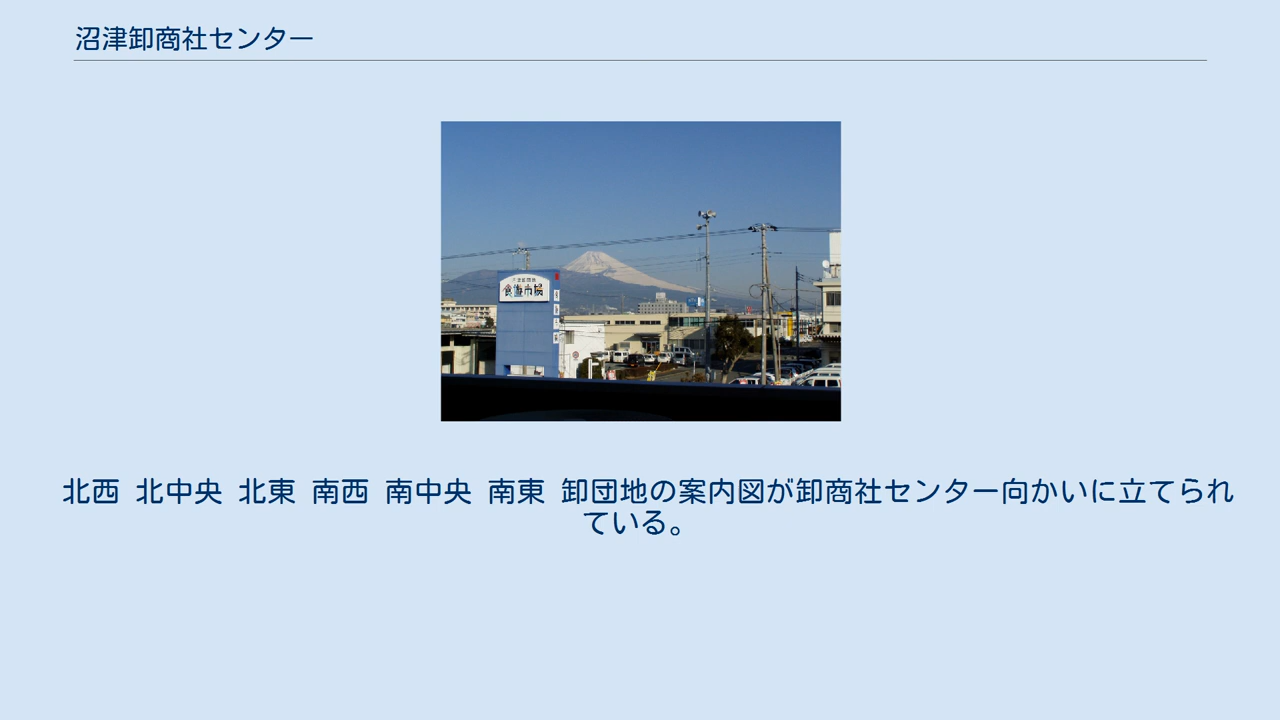 沼津卸商社センター
食遊市場
北西 北中央 北東 南西 南中央 南東 卸団地の案内図が卸商社センター向かいに立てられ
ている。